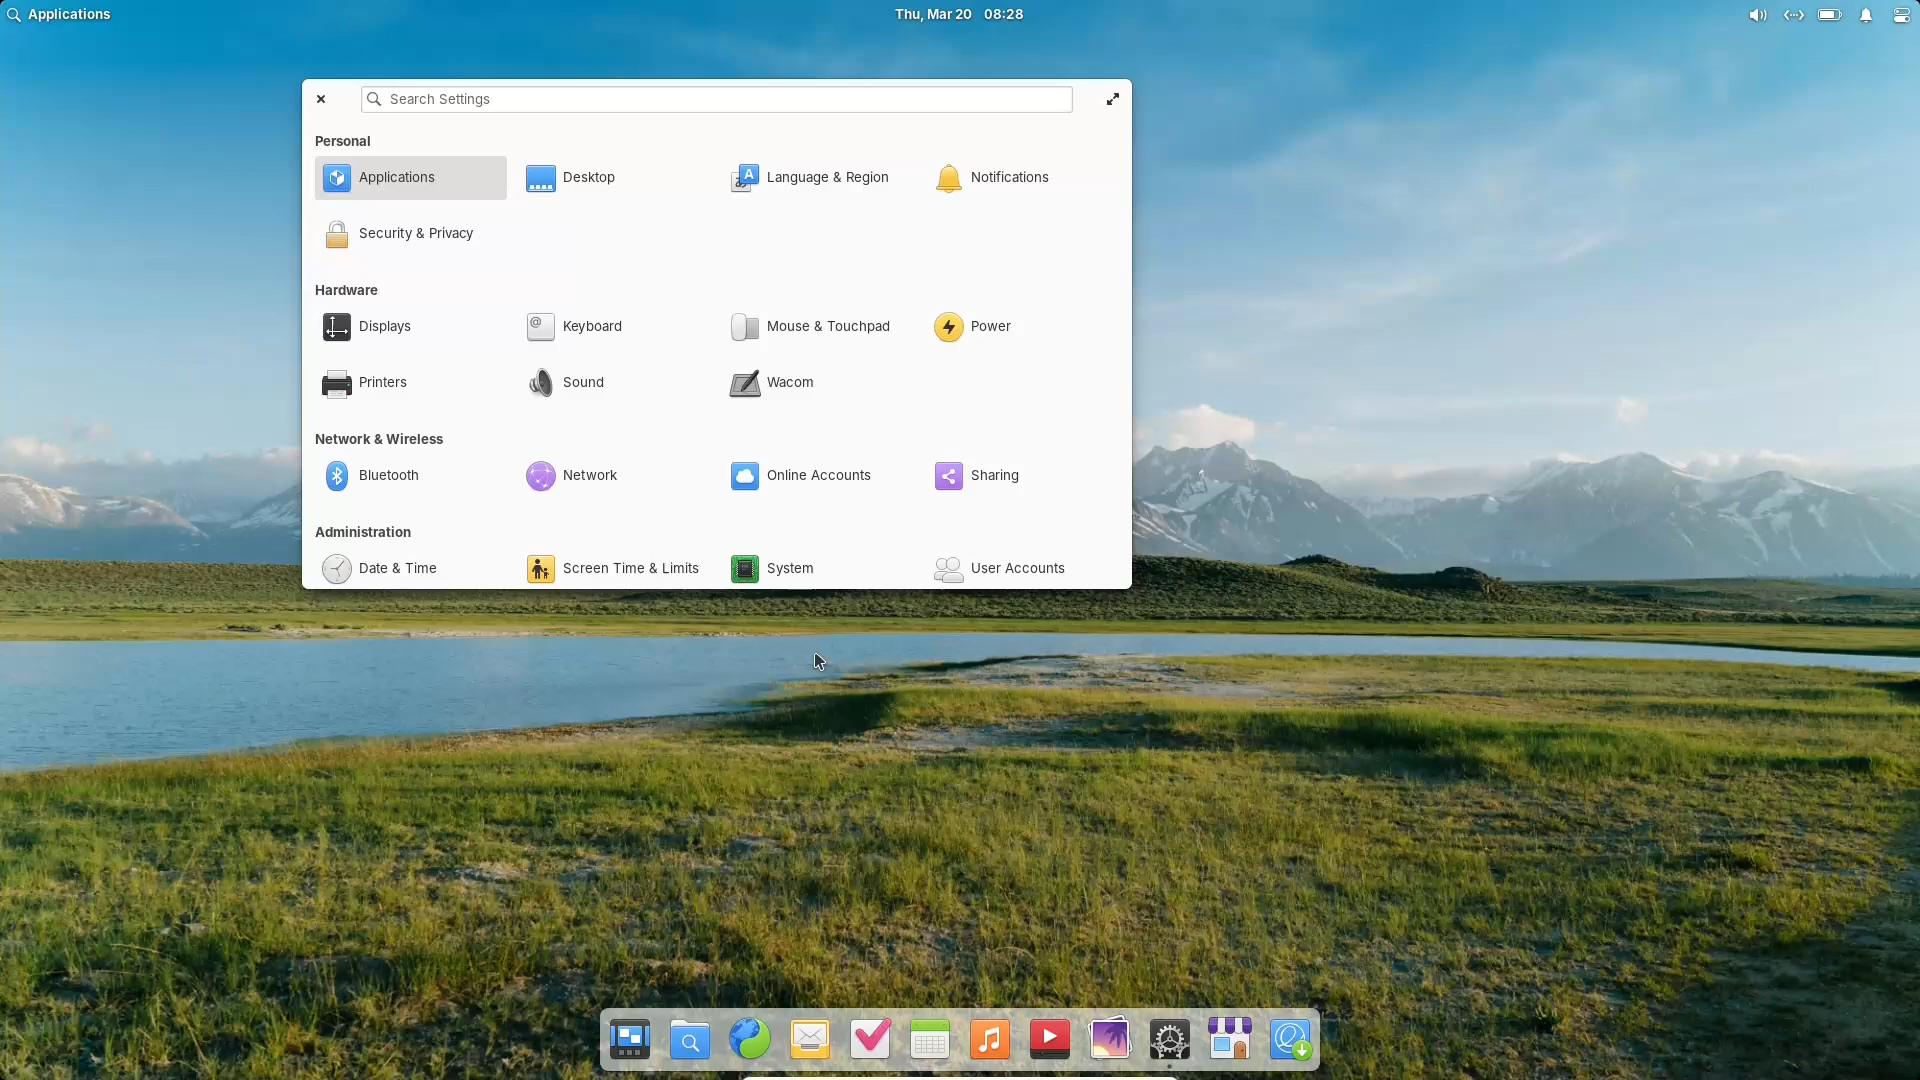 Applications
Thu, Mar 20 08:28
Search Settings
Personal
Applications
Desktop
Language & Region
Notifications
Security & Privacy
Hardware
Displays
Keyboard
Mouse & Touchpad
Power
Printers
Sound
Wacom
Network & Wireless
Bluetooth
Network
Online Accounts
Sharing
Administration
Date & Time
Screen Time & Limits
System
User Accounts